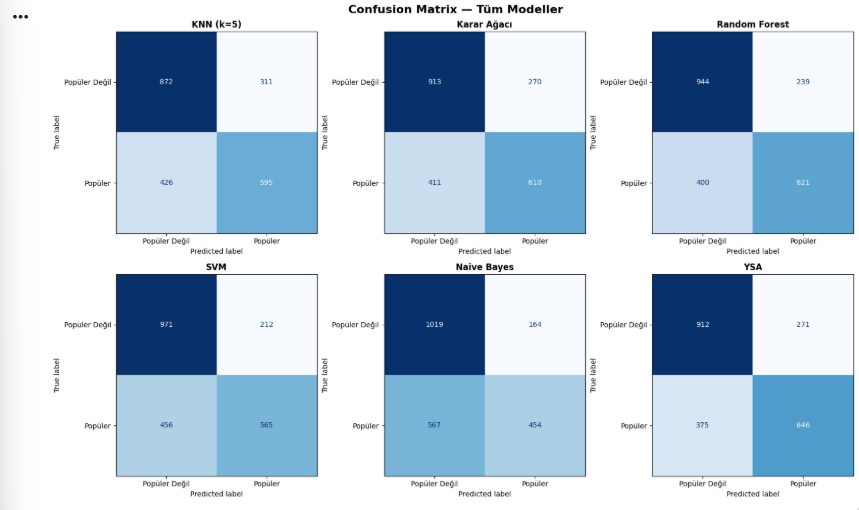 •••
Confusion Matrix — Tüm Modeller
KNN (k=5)
Popüler Değil
872
311
True label
Popüler
426
595
Popüler Değil
Popüler
Predicted label
Karar Ağacı
Popüler Değil
913
270
True label
Popüler
411
610
Popüler Değil
Popüler
Predicted label
Random Forest
Popüler Değil
944
239
True label
Popüler
400
621
Popüler Değil
Popüler
Predicted label
SVM
Popüler Değil
971
212
True label
Popüler
456
565
Popüler Değil
Popüler
Predicted label
Naive Bayes
Popüler Değil
1019
164
True label
Popüler
567
454
Popüler Değil
Popüler
Predicted label
YSA
Popüler Değil
912
271
True label
Popüler
375
646
Popüler Değil
Popüler
Predicted label